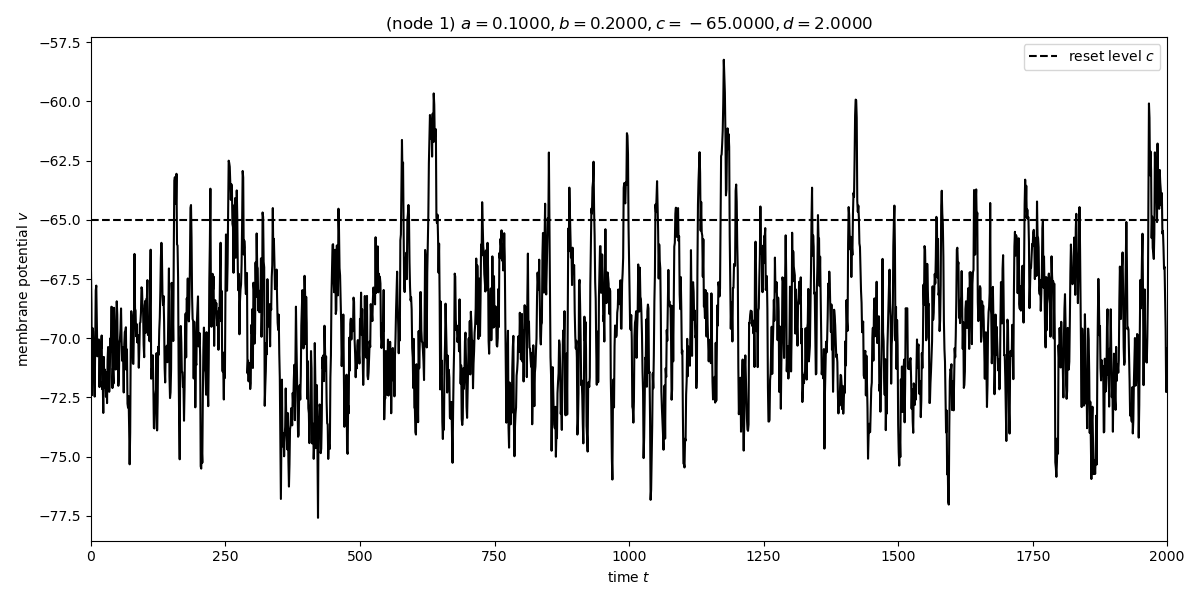 (node 1) a = 0.1000, b = 0.2000, c = −65.0000, d = 2.0000
reset level c
−57.5
−60.0
−62.5
−65.0
−67.5
−70.0
−72.5
−75.0
−77.5
membrane potential v
0 250 500 750 1000 1250 1500 1750 2000
time t